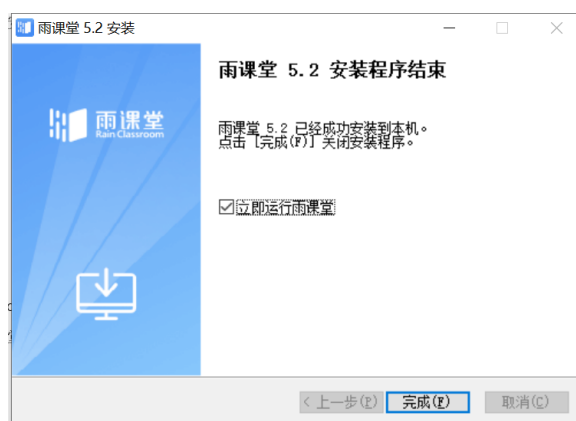 雨课堂 5.2 安装
雨课堂
Rain Classroom
雨课堂 5.2 安装程序结束
雨课堂 5.2 已经成功安装到本机。
点击 [完成(F)] 关闭安装程序。
立即运行雨课堂
< 上一步(P)
完成(F)
取消(C)